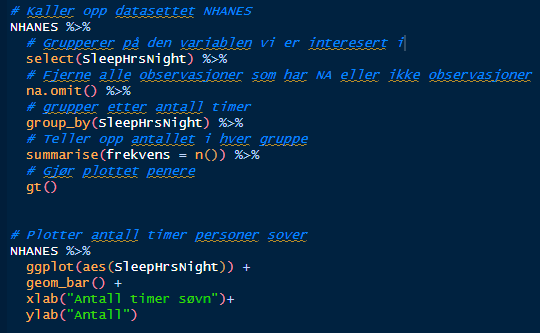 # Kaller opp datasettet NHANES
NHANES %>%
# Grupperer på den variablen vi er interesert i
select(SleepHrsNight) %>%
# Fjerne alle observasjoner som har NA eller ikke observasjoner
na.omit() %>%
# grupper etter antall timer
group_by(SleepHrsNight) %>%
# Teller opp antallet i hver gruppe
summarise(frekvens = n()) %>%
# Gjør plottet penere
gt()
# Plotter antall timer personer sover
NHANES %>%
ggplot(aes(SleepHrsNight)) +
geom_bar() +
xlab("Antall timer søvn")+
ylab("Antall")